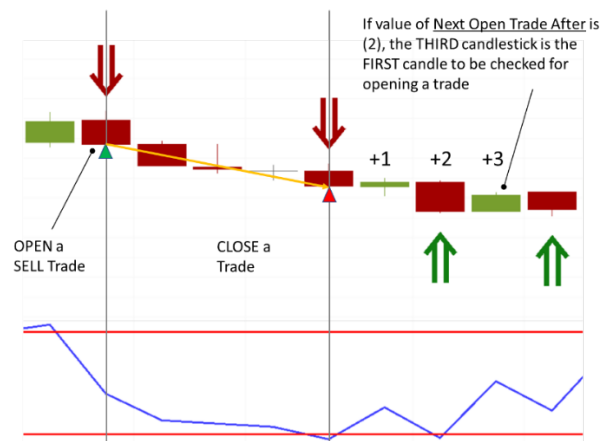 If value of Next Open Trade After is
(2), the THIRD candlestick is the
FIRST candle to be checked for
opening a trade
+1 +2 +3
OPEN a
SELL Trade
CLOSE a
Trade